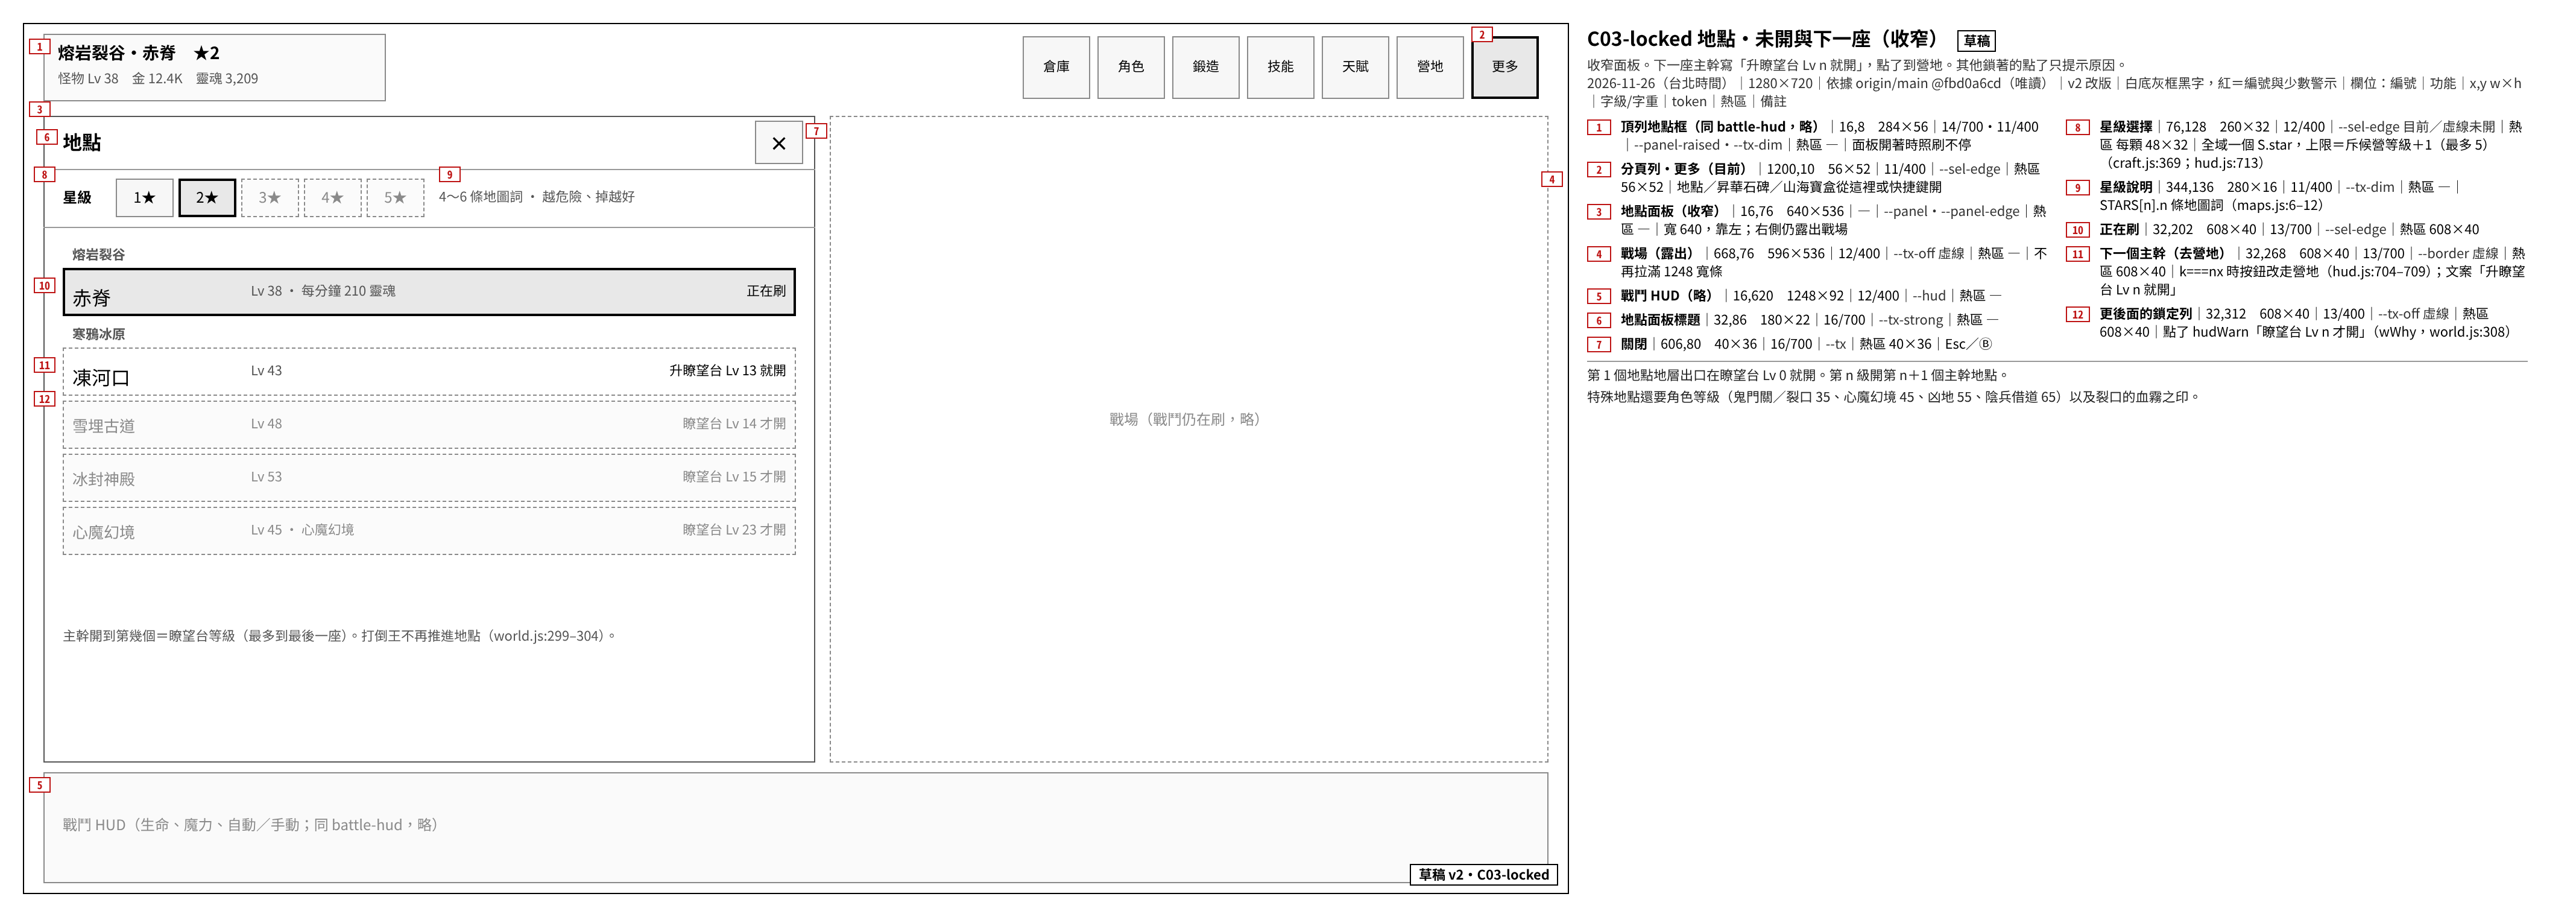 1 熔岩裂谷・赤脊　★2
怪物 Lv 38　金 12.4K　靈魂 3,209
倉庫 角色 鍛造 技能 天賦 營地 2 更多
3
6 地點 × 7
8 星級 1★ 2★ 3★ 4★ 5★ 9 4～6 條地圖詞・越危險、掉越好
4
熔岩裂谷
10 赤脊 Lv 38・每分鐘 210 靈魂 正在刷
寒鴉冰原
11 凍河口 Lv 43 升瞭望台 Lv 13 就開
12 雪埋古道 Lv 48 瞭望台 Lv 14 才開
冰封神殿 Lv 53 瞭望台 Lv 15 才開
心魔幻境 Lv 45・心魔幻境 瞭望台 Lv 23 才開
戰場（戰鬥仍在刷，略）
主幹開到第幾個＝瞭望台等級（最多到最後一座）。打倒王不再推進地點（world.js:299–304）。
5 戰鬥 HUD（生命、魔力、自動／手動；同 battle-hud，略）
草稿 v2・C03-locked
C03-locked 地點・未開與下一座（收窄） 草稿
收窄面板。下一座主幹寫「升瞭望台 Lv n 就開」，點了到營地。其他鎖著的點了只提示原因。
2026-11-26（台北時間）｜1280×720｜依據 origin/main @fbd0a6cd（唯讀）｜v2 改版｜白底灰框黑字，紅＝編號與少數警示｜欄位：編號｜功能｜x,y w×h
｜字級/字重｜token｜熱區｜備註
1 頂列地點框（同 battle-hud，略）｜16,8　284×56｜14/700・11/400
｜--panel-raised・--tx-dim｜熱區 —｜面板開著時照刷不停
2 分頁列・更多（目前）｜1200,10　56×52｜11/400｜--sel-edge｜熱區
56×52｜地點／昇華石碑／山海寶盒從這裡或快捷鍵開
3 地點面板（收窄）｜16,76　640×536｜—｜--panel・--panel-edge｜熱
區 —｜寬 640，靠左；右側仍露出戰場
4 戰場（露出）｜668,76　596×536｜12/400｜--tx-off 虛線｜熱區 —｜不
再拉滿 1248 寬條
5 戰鬥 HUD（略）｜16,620　1248×92｜12/400｜--hud｜熱區 —
6 地點面板標題｜32,86　180×22｜16/700｜--tx-strong｜熱區 —
7 關閉｜606,80　40×36｜16/700｜--tx｜熱區 40×36｜Esc／Ⓑ
8 星級選擇｜76,128　260×32｜12/400｜--sel-edge 目前／虛線未開｜熱
區 每顆 48×32｜全域一個 S.star，上限＝斥候營等級＋1（最多 5）
（craft.js:369；hud.js:713）
9 星級說明｜344,136　280×16｜11/400｜--tx-dim｜熱區 —｜
STARS[n].n 條地圖詞（maps.js:6–12）
10 正在刷｜32,202　608×40｜13/700｜--sel-edge｜熱區 608×40
11 下一個主幹（去營地）｜32,268　608×40｜13/700｜--border 虛線｜熱
區 608×40｜k===nx 時按鈕改走營地（hud.js:704–709）；文案「升瞭望
台 Lv n 就開」
12 更後面的鎖定列｜32,312　608×40｜13/400｜--tx-off 虛線｜熱區
608×40｜點了 hudWarn「瞭望台 Lv n 才開」（wWhy，world.js:308）
第 1 個地點地層出口在瞭望台 Lv 0 就開。第 n 級開第 n＋1 個主幹地點。
特殊地點還要角色等級（鬼門關／裂口 35、心魔幻境 45、凶地 55、陰兵借道 65）以及裂口的血霧之印。